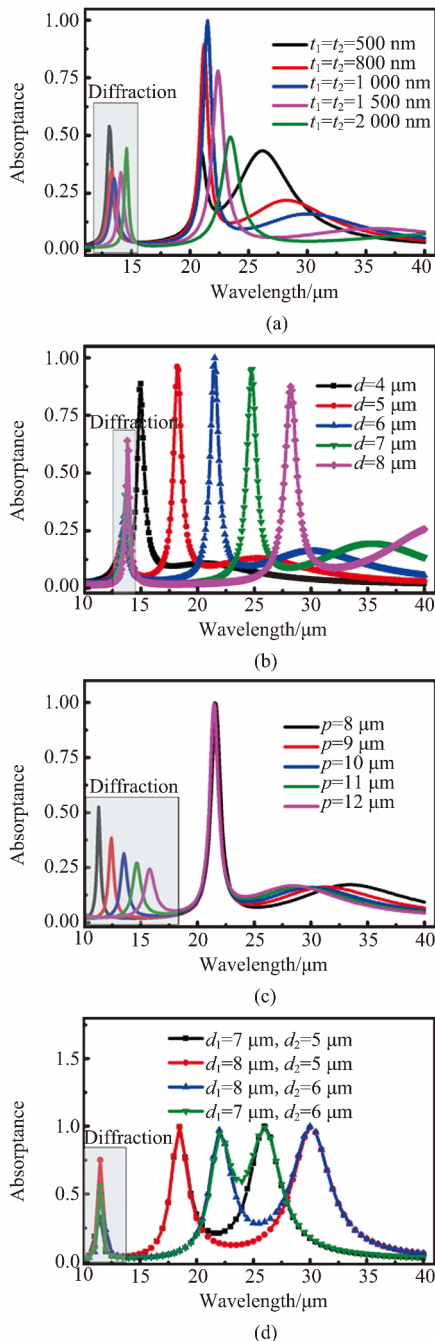 1.00
0.75
0.50
0.25
0.00
Absorptance
Diffraction
t₁=t₂=500 nm
t₁=t₂=800 nm
t₁=t₂=1 000 nm
t₁=t₂=1 500 nm
t₁=t₂=2 000 nm
15 20 25 30 35 40
Wavelength/μm
(a)
1.00
0.75
0.50
0.25
0.00
Absorptance
Diffraction
d=4 μm
d=5 μm
d=6 μm
d=7 μm
d=8 μm
10 15 20 25 30 35 40
Wavelength/μm
(b)
1.00
0.75
0.50
0.25
0.00
Absorptance
Diffraction
p=8 μm
p=9 μm
p=10 μm
p=11 μm
p=12 μm
10 15 20 25 30 35 40
Wavelength/μm
(c)
1.5
1.0
0.5
0.0
Absorptance
Diffraction
d₁=7 μm, d₂=5 μm
d₁=8 μm, d₂=5 μm
d₁=8 μm, d₂=6 μm
d₁=7 μm, d₂=6 μm
10 15 20 25 30 35 40
Wavelength/μm
(d)